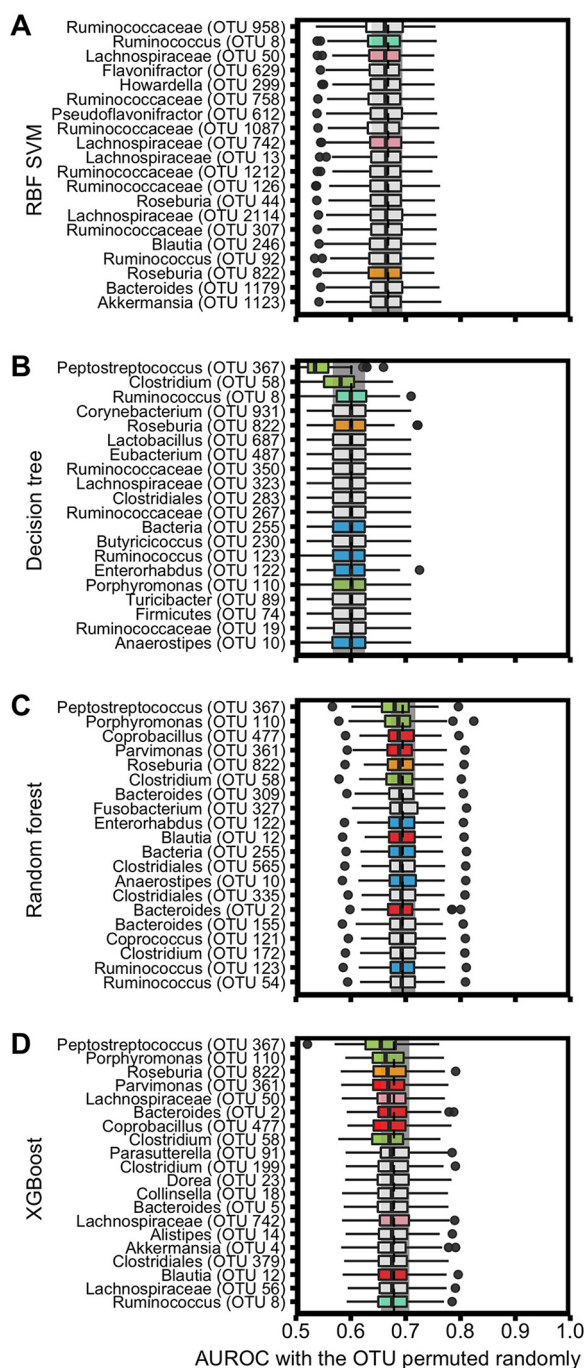 A
RBF SVM
Ruminococcaceae (OTU 958)
Ruminococcus (OTU 8)
Lachnospiraceae (OTU 50)
Flavonifractor (OTU 629)
Howardella (OTU 299)
Ruminococcaceae (OTU 758)
Pseudoflavonifractor (OTU 612)
Ruminococcaceae (OTU 1087)
Lachnospiraceae (OTU 742)
Lachnospiraceae (OTU 13)
Ruminococcaceae (OTU 1212)
Ruminococcaceae (OTU 126)
Roseburia (OTU 44)
Lachnospiraceae (OTU 2114)
Ruminococcaceae (OTU 307)
Blautia (OTU 246)
Ruminococcus (OTU 92)
Roseburia (OTU 822)
Bacteroides (OTU 1179)
Akkermansia (OTU 1123)
B
Decision tree
Peptostreptococcus (OTU 367)
Clostridium (OTU 58)
Ruminococcus (OTU 8)
Corynebacterium (OTU 931)
Roseburia (OTU 822)
Lactobacillus (OTU 687)
Eubacterium (OTU 487)
Ruminococcaceae (OTU 350)
Lachnospiraceae (OTU 323)
Clostridiales (OTU 283)
Ruminococcaceae (OTU 267)
Bacteria (OTU 255)
Butyricicoccus (OTU 230)
Ruminococcus (OTU 123)
Enterorhabdus (OTU 122)
Porphyromonas (OTU 110)
Turicibacter (OTU 89)
Firmicutes (OTU 74)
Ruminococcaceae (OTU 19)
Anaerostipes (OTU 10)
C
Random forest
Peptostreptococcus (OTU 367)
Porphyromonas (OTU 110)
Coprobacillus (OTU 477)
Parvimonas (OTU 361)
Roseburia (OTU 822)
Clostridium (OTU 58)
Bacteroides (OTU 309)
Fusobacterium (OTU 327)
Enterorhabdus (OTU 122)
Blautia (OTU 12)
Bacteria (OTU 255)
Clostridiales (OTU 565)
Anaerostipes (OTU 10)
Clostridiales (OTU 335)
Bacteroides (OTU 2)
Bacteroides (OTU 155)
Coprococcus (OTU 121)
Clostridium (OTU 172)
Ruminococcus (OTU 123)
Ruminococcus (OTU 54)
D
XGBoost
Peptostreptococcus (OTU 367)
Porphyromonas (OTU 110)
Roseburia (OTU 822)
Parvimonas (OTU 361)
Lachnospiraceae (OTU 50)
Bacteroides (OTU 2)
Coprobacillus (OTU 477)
Clostridium (OTU 58)
Parasutterella (OTU 91)
Clostridium (OTU 199)
Dorea (OTU 23)
Collinsella (OTU 18)
Bacteroides (OTU 5)
Lachnospiraceae (OTU 742)
Alistipes (OTU 14)
Akkermansia (OTU 4)
Clostridiales (OTU 379)
Blautia (OTU 12)
Lachnospiraceae (OTU 56)
Ruminococcus (OTU 8)
0.5 0.6 0.7 0.8 0.9 1.0
AUROC with the OTU permuted randomly